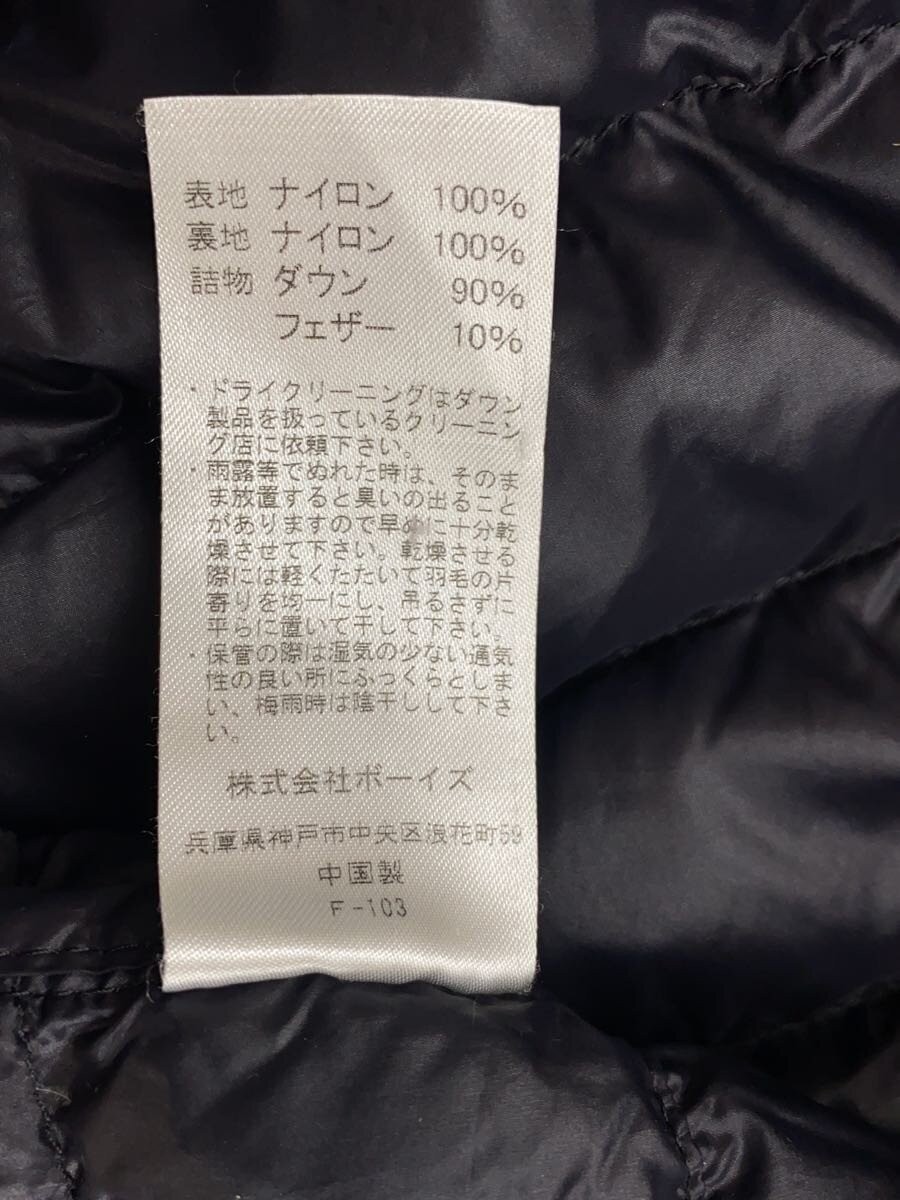 表地 ナイロン 100%
裏地 ナイロン 100%
詰物 ダウン 90%
フェザー 10%
・ドライクリーニングはダウン
製品を扱っているクリーニン
グ店に依頼下さい。
・雨露等でぬれた時は、そのま
ま放置すると臭いの出ること
がありますので早めに十分乾
燥させて下さい。乾燥させる
際には軽くたたいて羽毛の片
寄りを均一にし、吊るさずに
平らに置いて干して下さい。
・保管の際は湿気の少ない通気
性の良い所にふっくらとしま
い、梅雨時は陰干しして下さ
い。
株式会社ボーイズ
兵庫県神戸市中央区浪花町59
中国製
F-103